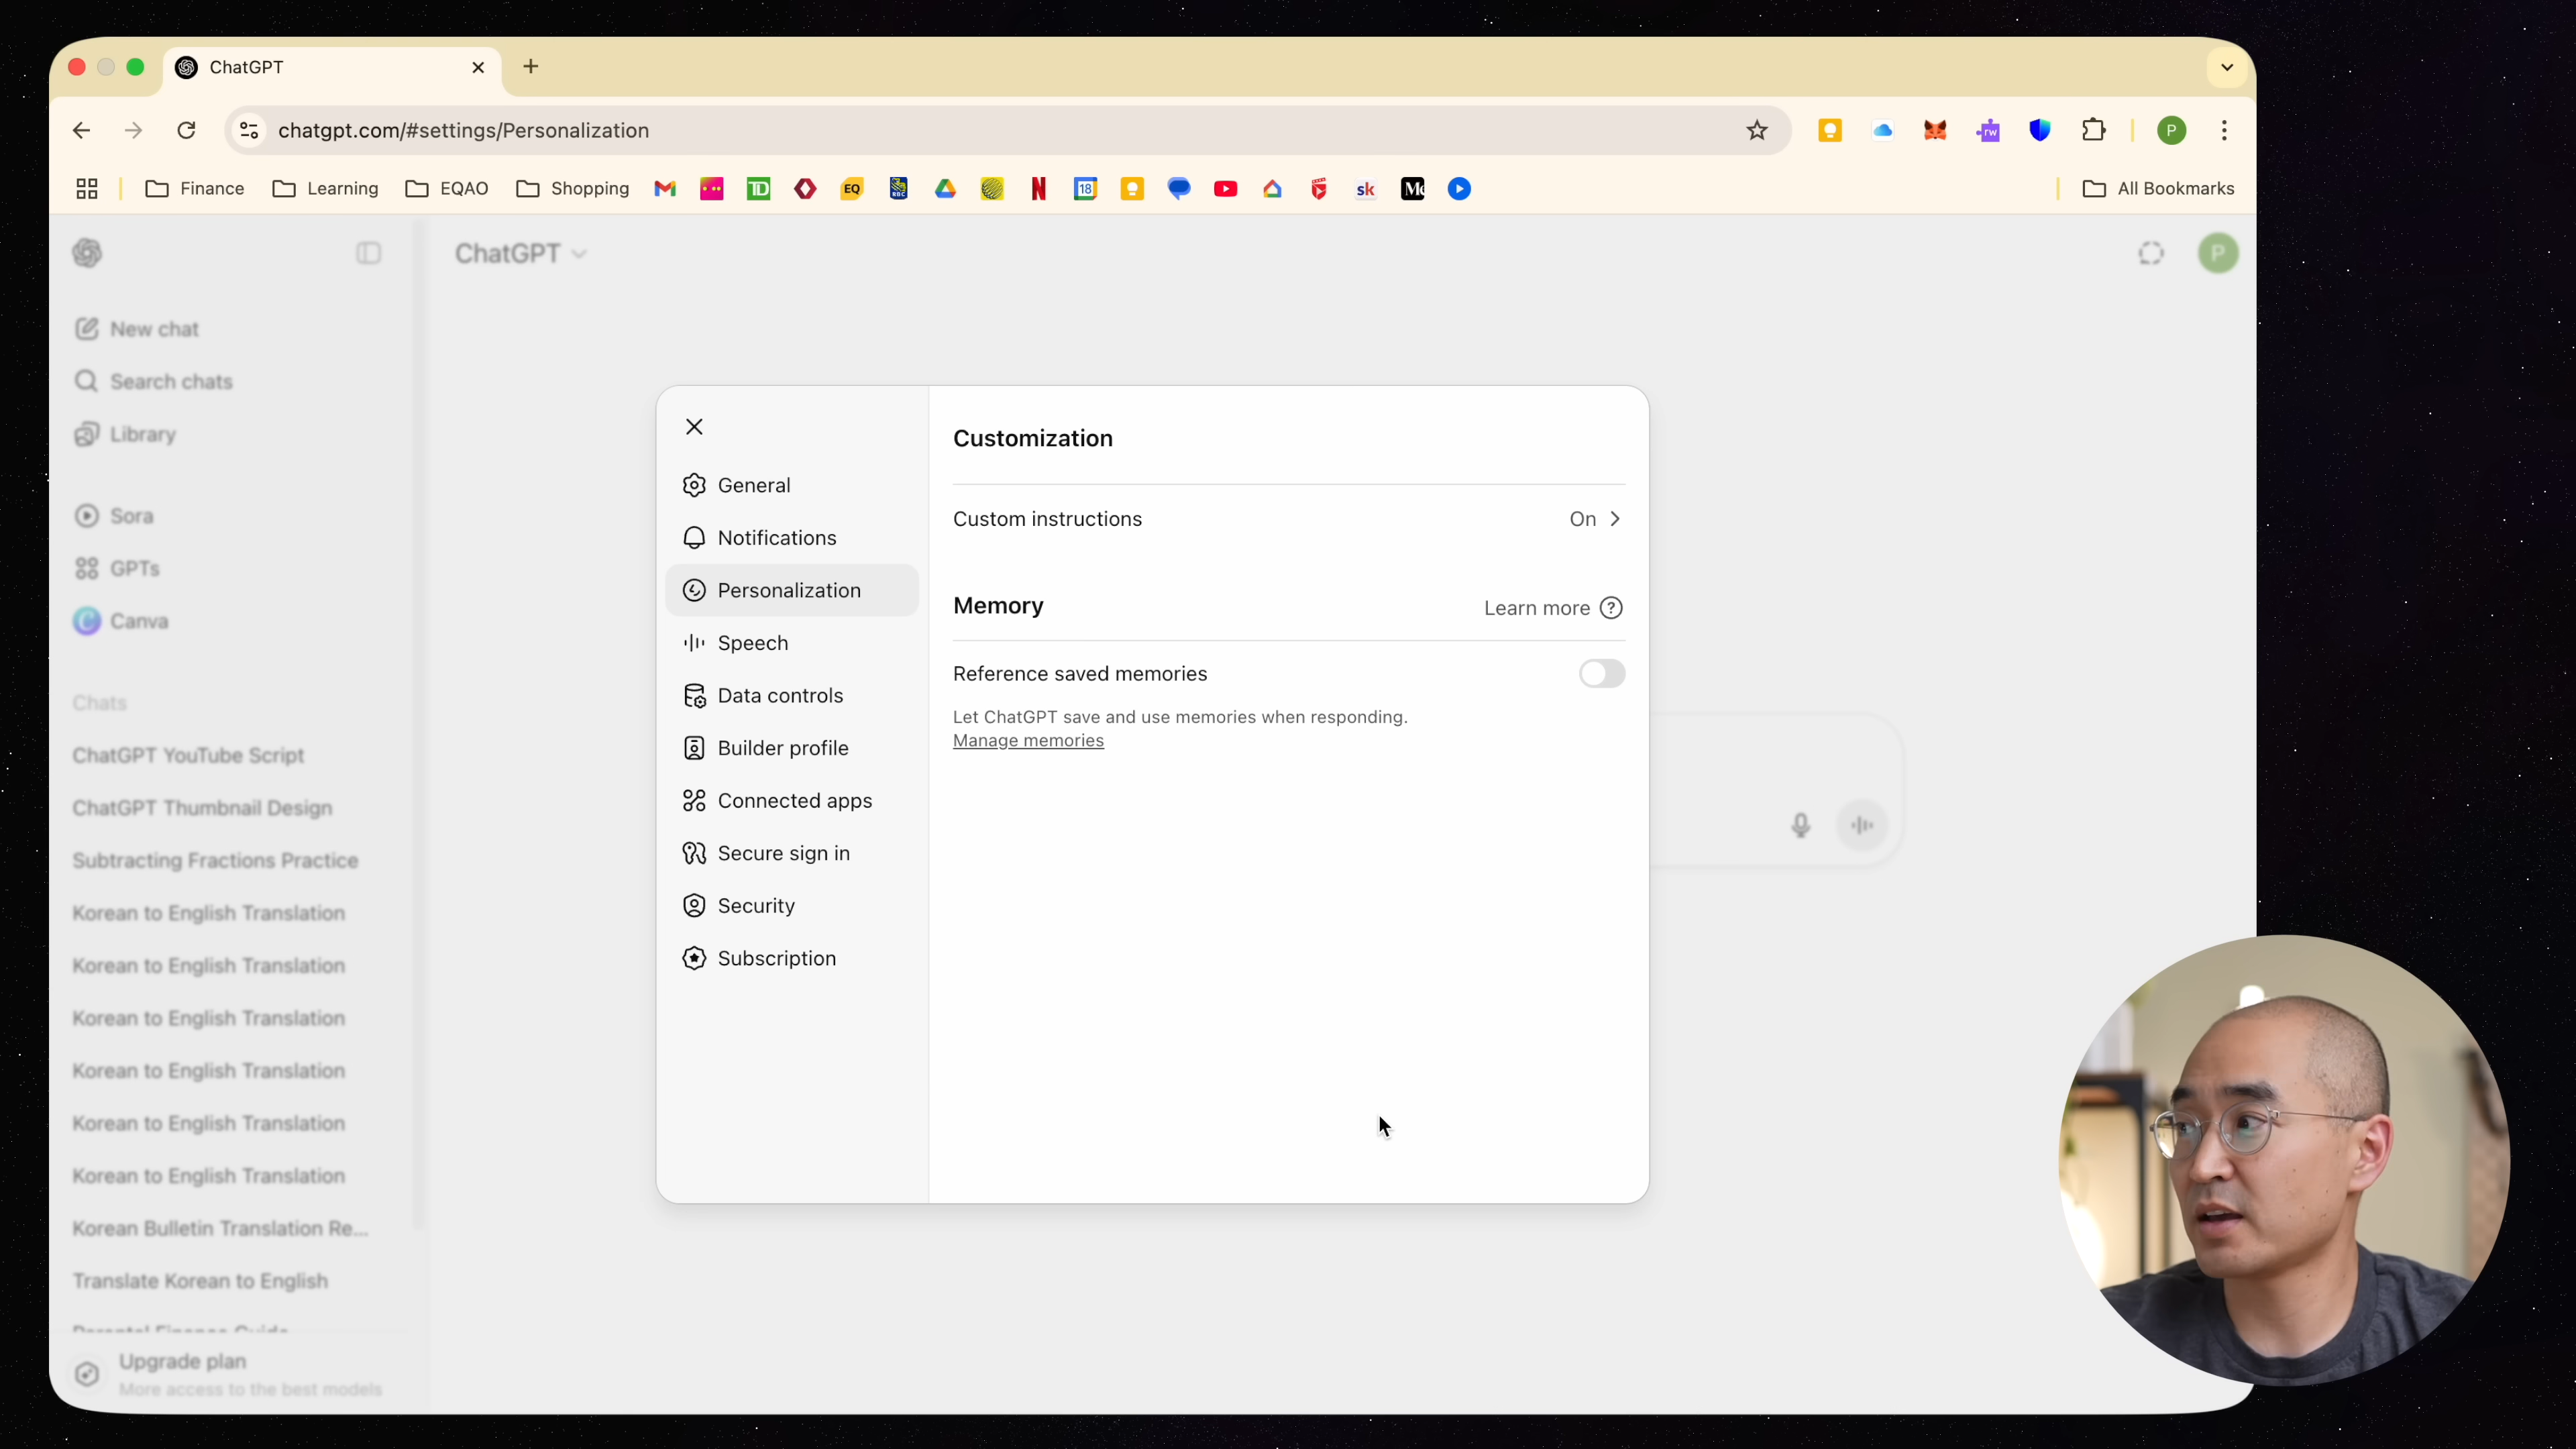 ChatGPT
chatgpt.com/#settings/Personalization
P
Finance
Learning
EQAO
Shopping
TD
EQ
RBC
N
18
sk
All Bookmarks
ChatGPT
P
New chat
Search chats
Library
Sora
GPTs
Canva
Chats
ChatGPT YouTube Script
ChatGPT Thumbnail Design
Subtracting Fractions Practice
Korean to English Translation
Korean to English Translation
Korean to English Translation
Korean to English Translation
Korean to English Translation
Korean to English Translation
Korean Bulletin Translation Re...
Translate Korean to English
Upgrade plan
More access to the best models
General
Notifications
Personalization
Speech
Data controls
Builder profile
Connected apps
Secure sign in
Security
Subscription
Customization
Custom instructions On
Memory Learn more
Reference saved memories
Let ChatGPT save and use memories when responding.
Manage memories